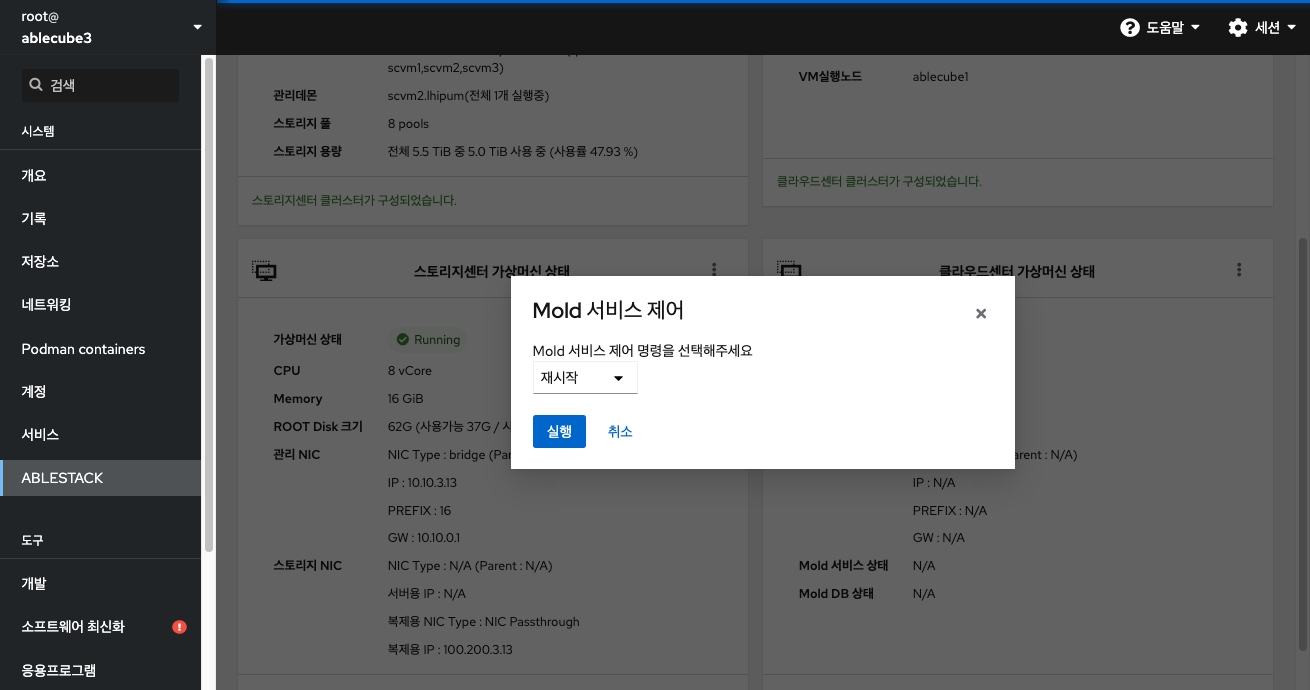 root@
ablecube3
도움말
세션
검색
시스템
개요
기록
저장소
네트워킹
Podman containers
계정
서비스
ABLESTACK
도구
개발
소프트웨어 최신화
응용프로그램
scvm1,scvm2,scvm3)
관리데몬 scvm2.lhipum(전체 1개 실행중)
스토리지 풀 8 pools
스토리지 용량 전체 5.5 TiB 중 5.0 TiB 사용 중 (사용률 47.93 %)
스토리지센터 클러스터가 구성되었습니다.
VM실행노드 ablecube1
클라우드센터 클러스터가 구성되었습니다.
스토리지센터 가상머신 상태
가상머신 상태 Running
CPU 8 vCore
Memory 16 GiB
ROOT Disk 크기 62G (사용가능 37G /
관리 NIC NIC Type : bridge
IP : 10.10.3.13
PREFIX : 16
GW : 10.10.0.1
스토리지 NIC NIC Type : N/A (Parent : N/A)
서버용 IP : N/A
복제용 NIC Type : NIC Passthrough
복제용 IP : 100.200.3.13
클라우드센터 가상머신 상태
: N/A)
IP : N/A
PREFIX : N/A
GW : N/A
Mold 서비스 상태 N/A
Mold DB 상태 N/A
Mold 서비스 제어
Mold 서비스 제어 명령을 선택해주세요
재시작
실행 취소